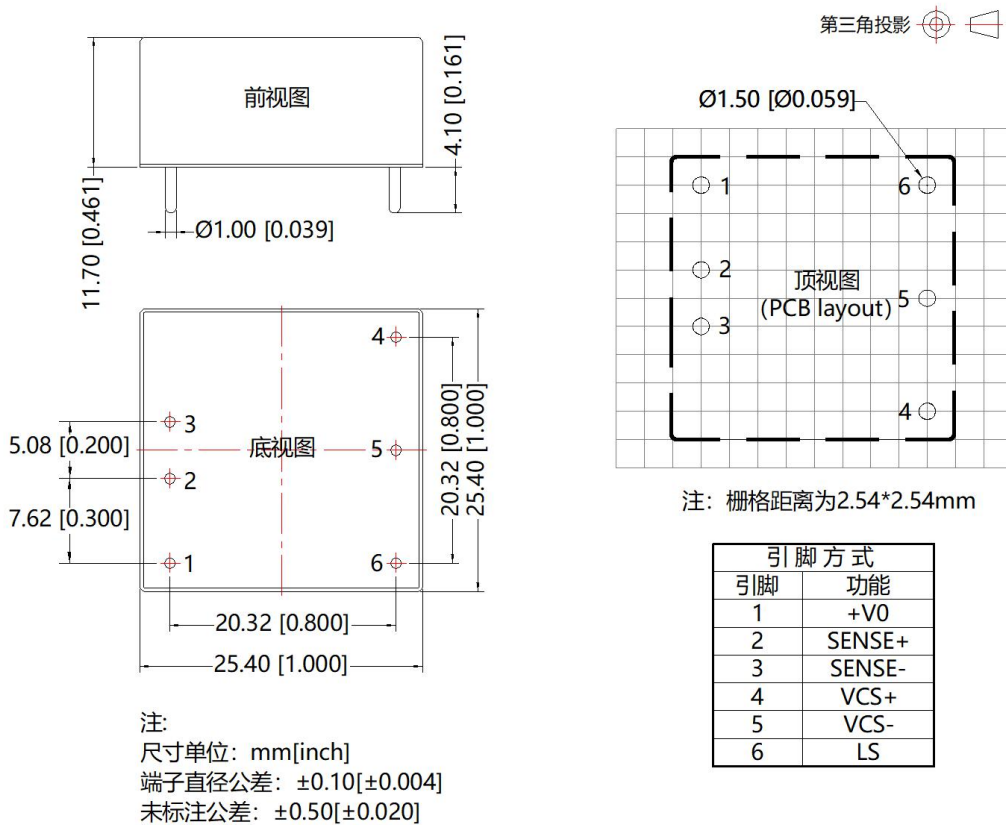 第三角投影
前视图
11.70 [0.461]
4.10 [0.161]
Ø1.00 [0.039]
Ø1.50 [Ø0.059]
1
6
2
顶视图
(PCB layout)
5
3
4
注：栅格距离为2.54*2.54mm
4
3
5.08 [0.200]
底视图
5
2
7.62 [0.300]
1
6
20.32 [0.800]
25.40 [1.000]
20.32 [0.800]
25.40 [1.000]
引脚方式
引脚 功能
1 +V0
2 SENSE+
3 SENSE-
4 VCS+
5 VCS-
6 LS
注:
尺寸单位：mm[inch]
端子直径公差：±0.10[±0.004]
未标注公差：±0.50[±0.020]